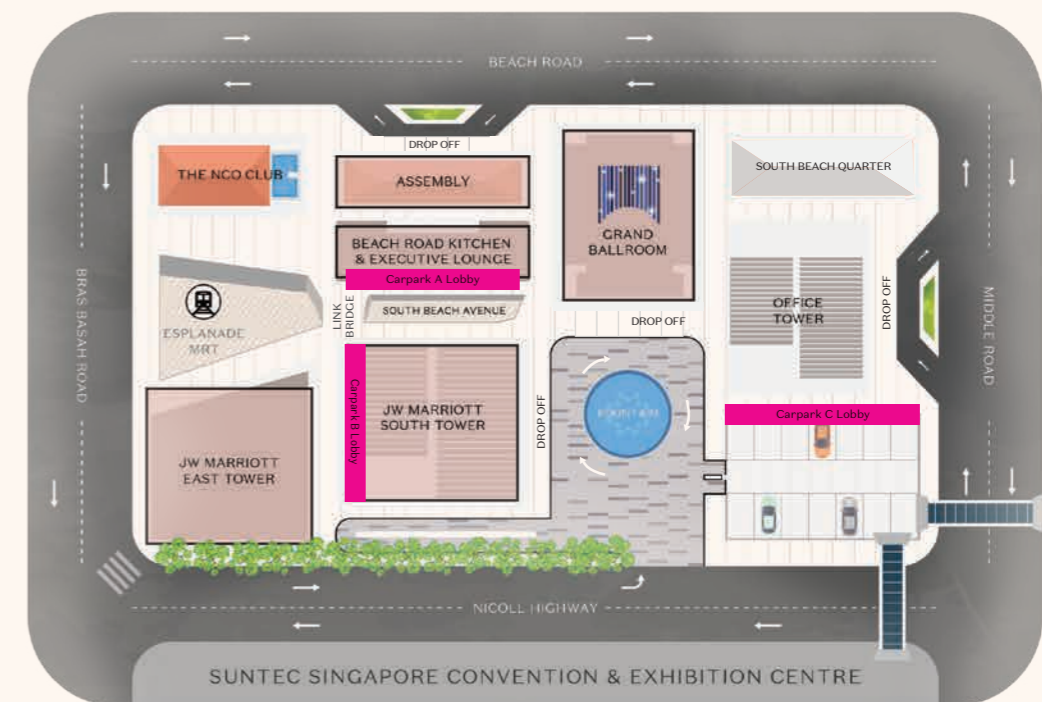 BEACH ROAD
DROP OFF
THE NCO CLUB
ASSEMBLY
SOUTH BEACH QUARTER
GRAND
BALLROOM
BEACH ROAD KITCHEN
& EXECUTIVE LOUNGE
Carpark A Lobby
LINK
BRIDGE
SOUTH BEACH AVENUE
ESPLANADE
MRT
BRAS BASAH ROAD
DROP OFF
OFFICE
TOWER
DROP OFF
MIDDLE ROAD
Carpark B Lobby
JW MARRIOTT
SOUTH TOWER
DROP OFF
FOUNTAIN
Carpark C Lobby
JW MARRIOTT
EAST TOWER
NICOLL HIGHWAY
SUNTEC SINGAPORE CONVENTION & EXHIBITION CENTRE